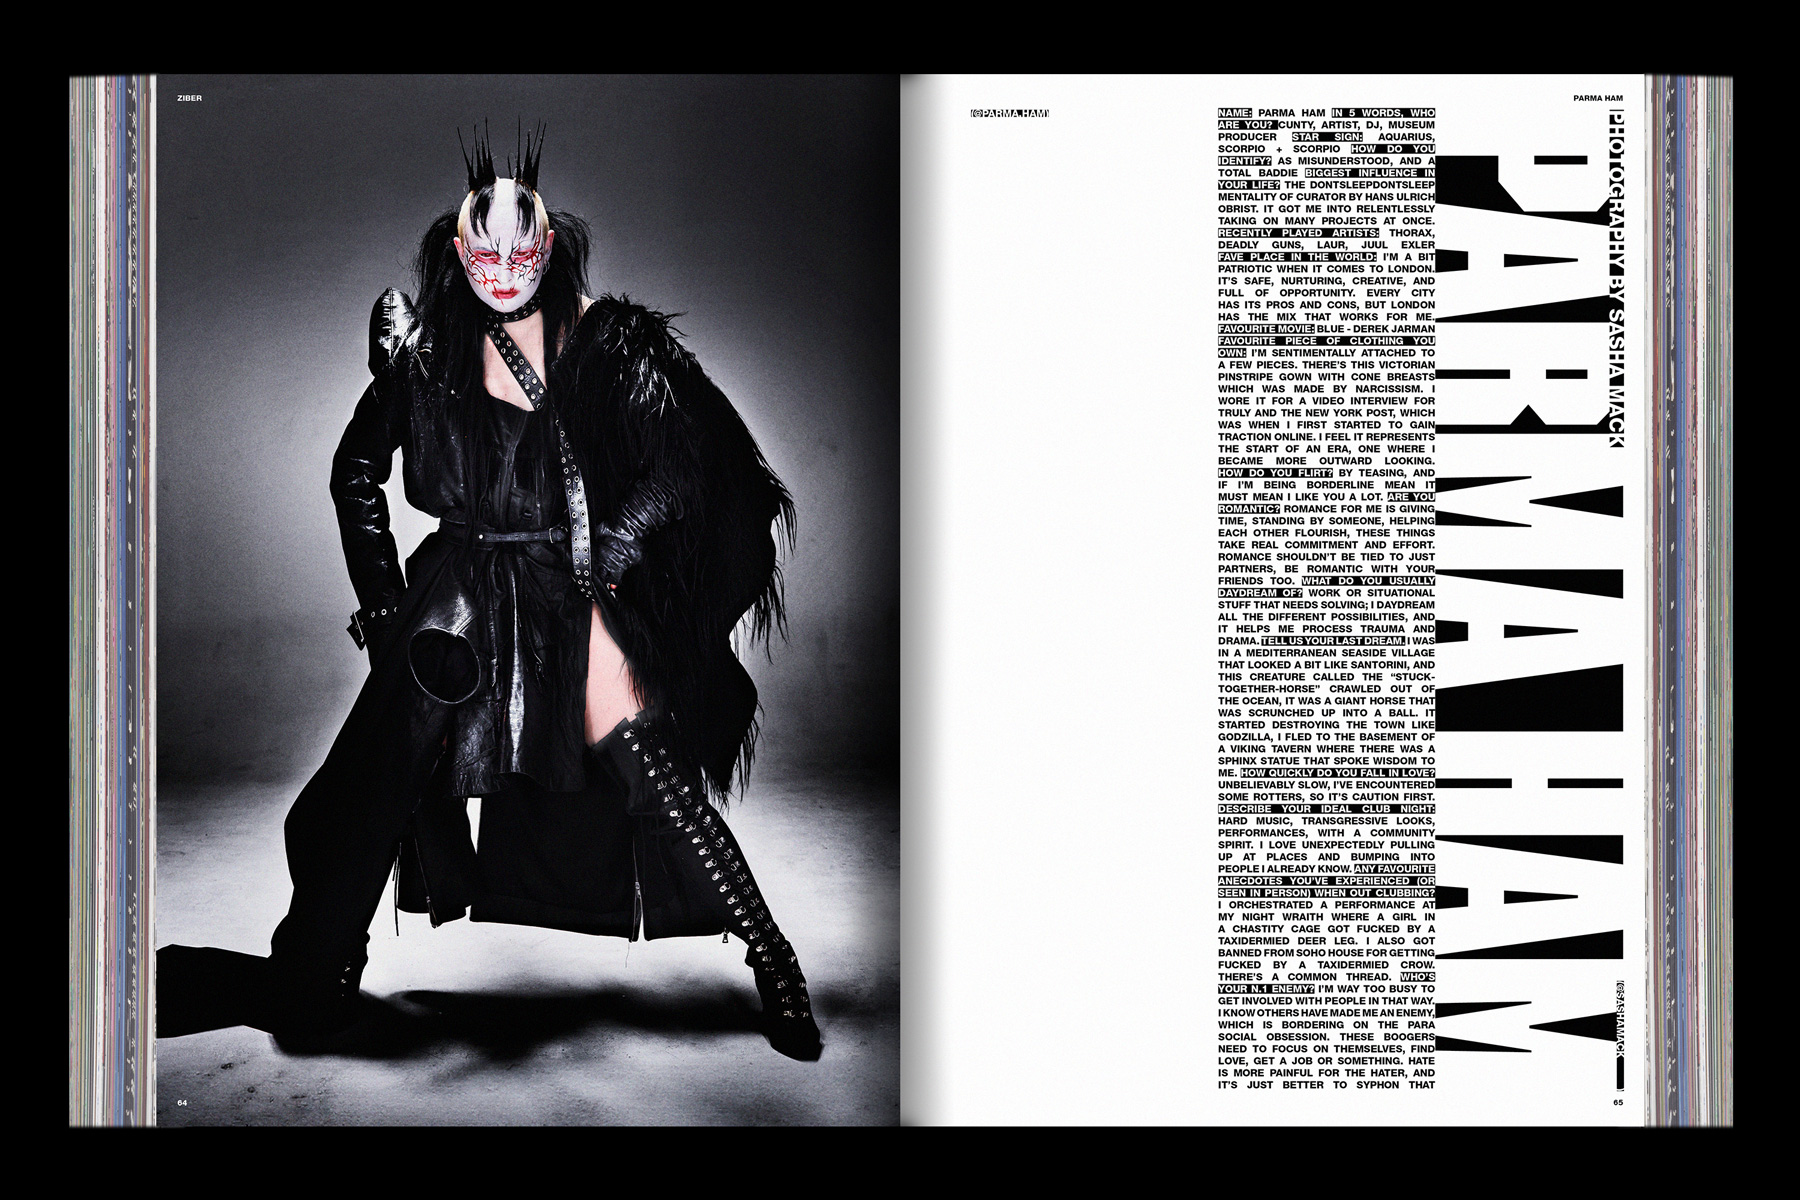 ZIBER
64
(@PARMA.HAM)
NAME: PARMA HAM IN 5 WORDS, WHO
ARE YOU? CUNTY, ARTIST, DJ, MUSEUM
PRODUCER STAR SIGN: AQUARIUS,
SCORPIO + SCORPIO HOW DO YOU
IDENTIFY? AS MISUNDERSTOOD, AND A
TOTAL BADDIE BIGGEST INFLUENCE IN
YOUR LIFE? THE DONTSLEEPDONTSLEEP
MENTALITY OF CURATOR BY HANS ULRICH
OBRIST. IT GOT ME INTO RELENTLESSLY
TAKING ON MANY PROJECTS AT ONCE.
RECENTLY PLAYED ARTISTS: THORAX,
DEADLY GUNS, LAUR, JUUL EXLER
FAVE PLACE IN THE WORLD: I'M A BIT
PATRIOTIC WHEN IT COMES TO LONDON.
IT'S SAFE, NURTURING, CREATIVE, AND
FULL OF OPPORTUNITY. EVERY CITY
HAS ITS PROS AND CONS, BUT LONDON
HAS THE MIX THAT WORKS FOR ME.
FAVOURITE MOVIE: BLUE - DEREK JARMAN
FAVOURITE PIECE OF CLOTHING YOU
OWN: I'M SENTIMENTALLY ATTACHED TO
A FEW PIECES. THERE'S THIS VICTORIAN
PINSTRIPE GOWN WITH CONE BREASTS
WHICH WAS MADE BY NARCISSISM. I
WORE IT FOR A VIDEO INTERVIEW FOR
TRULY AND THE NEW YORK POST, WHICH
WAS WHEN I FIRST STARTED TO GAIN
TRACTION ONLINE. I FEEL IT REPRESENTS
THE START OF AN ERA, ONE WHERE I
BECAME MORE OUTWARD LOOKING.
HOW DO YOU FLIRT? BY TEASING, AND
IF I'M BEING BORDERLINE MEAN IT
MUST MEAN I LIKE YOU A LOT. ARE YOU
ROMANTIC? ROMANCE FOR ME IS GIVING
TIME, STANDING BY SOMEONE, HELPING
EACH OTHER FLOURISH, THESE THINGS
TAKE REAL COMMITMENT AND EFFORT.
ROMANCE SHOULDN'T BE TIED TO JUST
PARTNERS, BE ROMANTIC WITH YOUR
FRIENDS TOO. WHAT DO YOU USUALLY
DAYDREAM OF? WORK OR SITUATIONAL
STUFF THAT NEEDS SOLVING; I DAYDREAM
ALL THE DIFFERENT POSSIBILITIES, AND
IT HELPS ME PROCESS TRAUMA AND
DRAMA. TELL US YOUR LAST DREAM. I WAS
IN A MEDITERRANEAN SEASIDE VILLAGE
THAT LOOKED A BIT LIKE SANTORINI, AND
THIS CREATURE CALLED THE “STUCK-
TOGETHER-HORSE” CRAWLED OUT OF
THE OCEAN, IT WAS A GIANT HORSE THAT
WAS SCRUNCHED UP INTO A BALL. IT
STARTED DESTROYING THE TOWN LIKE
GODZILLA, I FLED TO THE BASEMENT OF
A VIKING TAVERN WHERE THERE WAS A
SPHINX STATUE THAT SPOKE WISDOM TO
ME. HOW QUICKLY DO YOU FALL IN LOVE?
UNBELIEVABLY SLOW, I'VE ENCOUNTERED
SOME ROTTERS, SO IT'S CAUTION FIRST.
DESCRIBE YOUR IDEAL CLUB NIGHT:
HARD MUSIC, TRANSGRESSIVE LOOKS,
PERFORMANCES, WITH A COMMUNITY
SPIRIT. I LOVE UNEXPECTEDLY PULLING
UP AT PLACES AND BUMPING INTO
PEOPLE I ALREADY KNOW. ANY FAVOURITE
ANECDOTES YOU'VE EXPERIENCED (OR
SEEN IN PERSON) WHEN OUT CLUBBING?
I ORCHESTRATED A PERFORMANCE AT
MY NIGHT WRAITH WHERE A GIRL IN
A CHASTITY CAGE GOT FUCKED BY A
TAXIDERMIED DEER LEG. I ALSO GOT
BANNED FROM SOHO HOUSE FOR GETTING
FUCKED BY A TAXIDERMIED CROW.
THERE'S A COMMON THREAD. WHO'S
YOUR N.1 ENEMY? I'M WAY TOO BUSY TO
GET INVOLVED WITH PEOPLE IN THAT WAY.
I KNOW OTHERS HAVE MADE ME AN ENEMY,
WHICH IS BORDERING ON THE PARA
SOCIAL OBSESSION. THESE BOOGERS
NEED TO FOCUS ON THEMSELVES, FIND
LOVE, GET A JOB OR SOMETHING. HATE
IS MORE PAINFUL FOR THE HATER, AND
IT'S JUST BETTER TO SYPHON THAT
PARMA HAM
PARMA HAM
PHOTOGRAPHY BY SASHA MACK
(@SASHAMACK
65